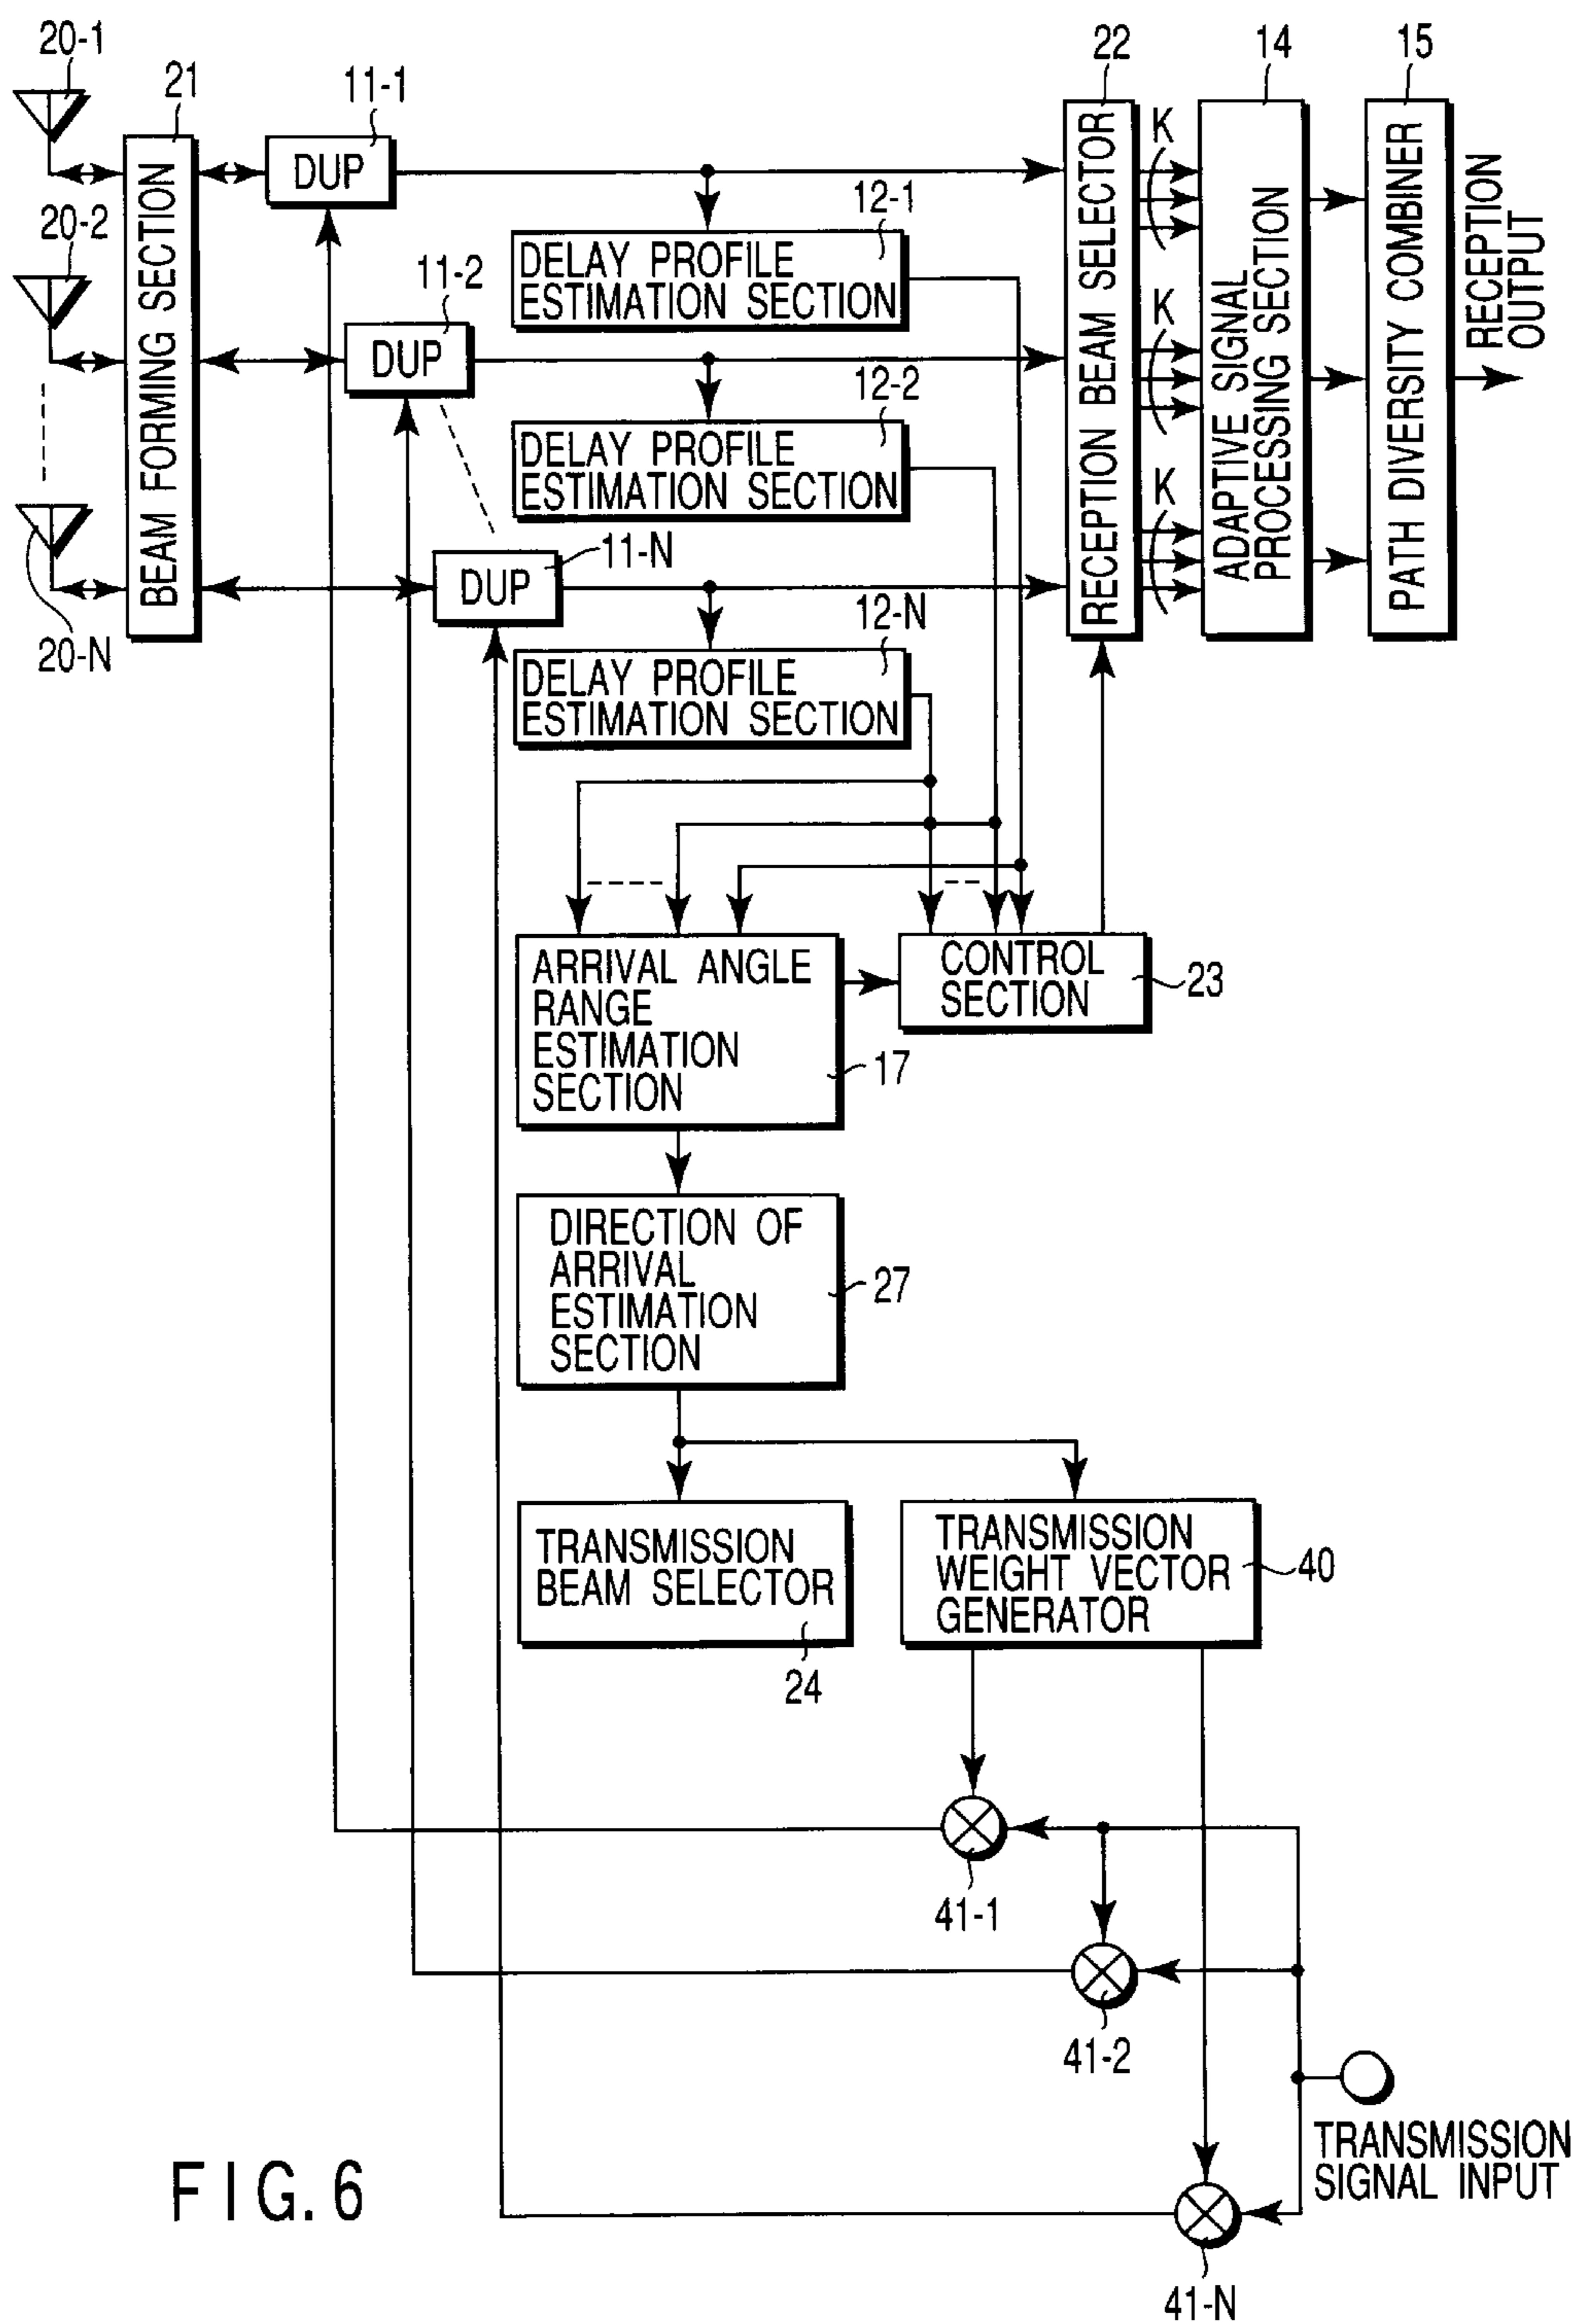 20-1
21
11-1
22
14
15
DUP
BEAM FORMING SECTION
RECEPTION BEAM SELECTOR
K
ADAPTIVE SIGNAL
PROCESSING SECTION
PATH DIVERSITY COMBINER
RECEPTION
OUTPUT
12-1
DELAY PROFILE
ESTIMATION SECTION
20-2
11-2
DUP
K
12-2
DELAY PROFILE
ESTIMATION SECTION
K
11-N
DUP
20-N
12-N
DELAY PROFILE
ESTIMATION SECTION
ARRIVAL ANGLE
RANGE
ESTIMATION
SECTION
17
CONTROL
SECTION
23
DIRECTION OF
ARRIVAL
ESTIMATION
SECTION
27
TRANSMISSION
BEAM SELECTOR
24
TRANSMISSION
WEIGHT VECTOR
GENERATOR
40
41-1
41-2
TRANSMISSION
SIGNAL INPUT
41-N
FIG. 6